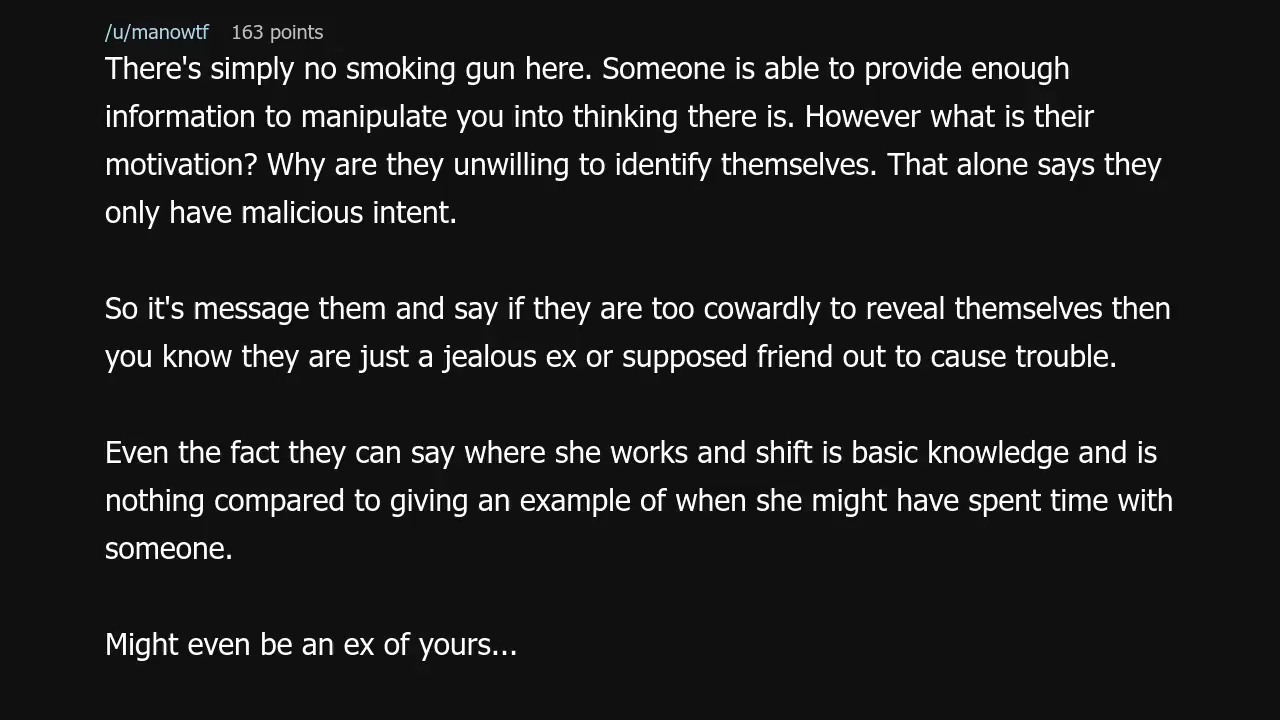 /u/manowtf 163 points
There's simply no smoking gun here. Someone is able to provide enough
information to manipulate you into thinking there is. However what is their
motivation? Why are they unwilling to identify themselves. That alone says they
only have malicious intent.
So it's message them and say if they are too cowardly to reveal themselves then
you know they are just a jealous ex or supposed friend out to cause trouble.
Even the fact they can say where she works and shift is basic knowledge and is
nothing compared to giving an example of when she might have spent time with
someone.
Might even be an ex of yours...